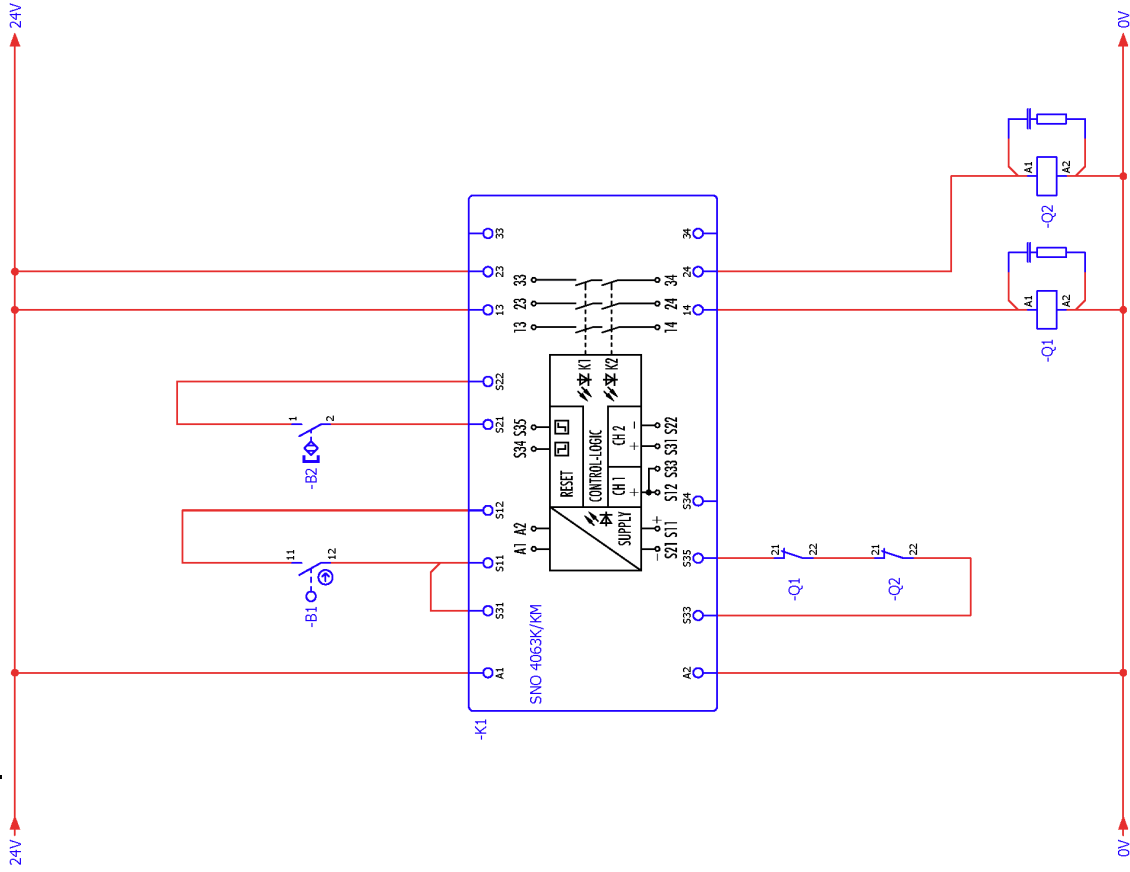 24V
24V
33
23
13
S22
S21
S12
S11
S31
A1
1
2
-B2
11
12
-B1
-K1
SNO 4063K/KM
34
24
14
S34
S35
S33
A2
33
23
13
34
24
14
K1
K2
S34 S35
RESET
CONTROL-LOGIC
CH 1
+
CH 2
+ -
S12 S33 S31 S22
A1 A2
SUPPLY
- +
S21 S11
21
22
-Q1
21
22
-Q2
A1
A2
-Q2
A1
A2
-Q1
0V
0V